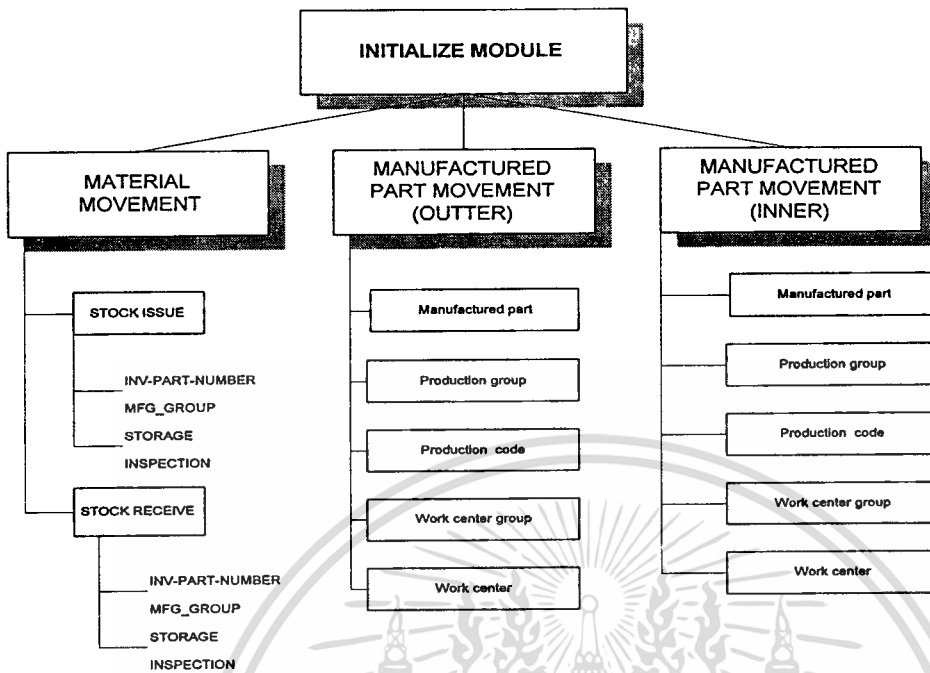 INITIALIZE MODULE
MATERIAL
MOVEMENT
STOCK ISSUE
INV-PART-NUMBER
MFG_GROUP
STORAGE
INSPECTION
STOCK RECEIVE
INV-PART-NUMBER
MFG_GROUP
STORAGE
INSPECTION
MANUFACTURED
PART MOVEMENT
(OUTTER)
Manufactured part
Production group
Production code
Work center group
Work center
MANUFACTURED
PART MOVEMENT
(INNER)
Manufactured part
Production group
Production code
Work center group
Work center